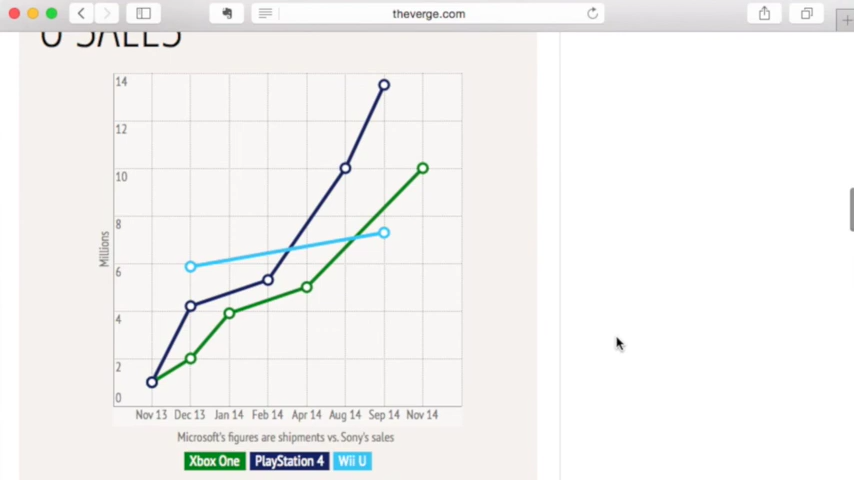 theverge.com
U SALES
14
12
10
8
6
4
2
0
Millions
Nov 13 Dec 13 Jan 14 Feb 14 Apr 14 Aug 14 Sep 14 Nov 14
Microsoft's figures are shipments vs. Sony's sales
Xbox One PlayStation 4 Wii U